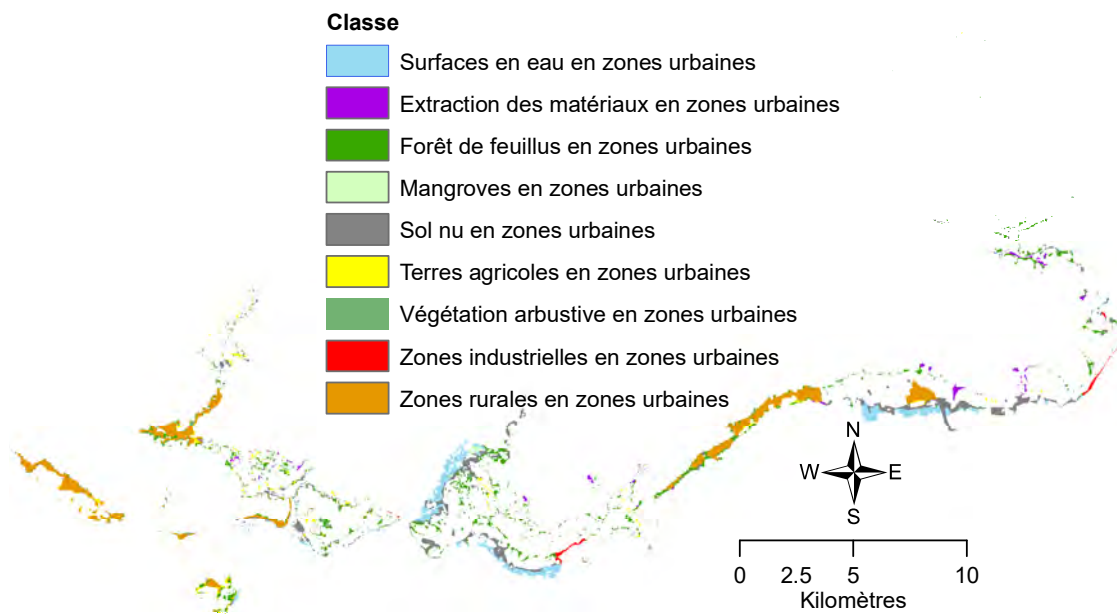 Classe
Surfaces en eau en zones urbaines
Extraction des matériaux en zones urbaines
Forêt de feuillus en zones urbaines
Mangroves en zones urbaines
Sol nu en zones urbaines
Terres agricoles en zones urbaines
Végétation arbustive en zones urbaines
Zones industrielles en zones urbaines
Zones rurales en zones urbaines
N
W E
S
0 2.5 5 10
Kilomètres